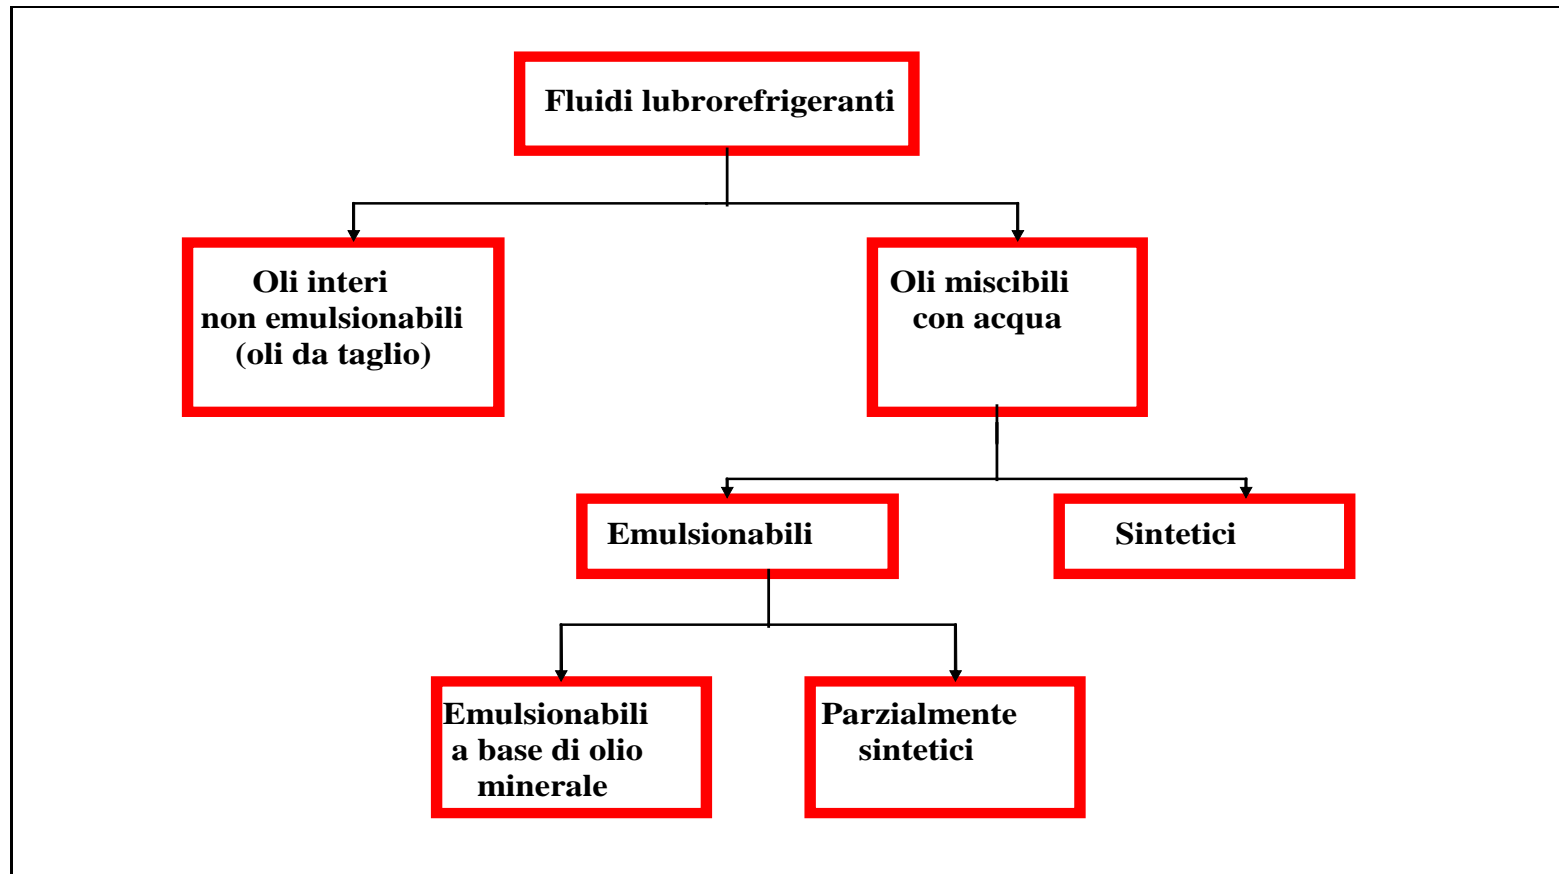 Fluidi lubrorefrigeranti
Oli interi
non emulsionabili
(oli da taglio)
Oli miscibili
con acqua
Emulsionabili
Sintetici
Emulsionabili
a base di olio
minerale
Parzialmente
sintetici